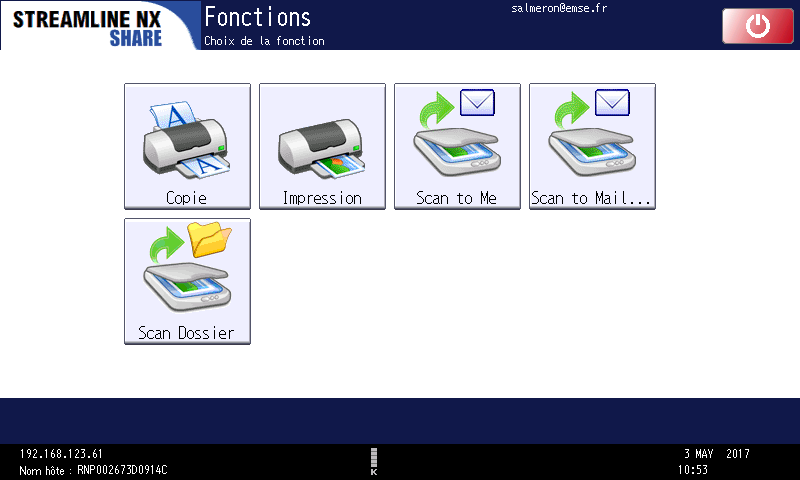 STREAMLINE NX
SHARE
Fonctions
Choix de la fonction
salmeron@emse.fr
Copie
Impression
Scan to Me
Scan to Mail...
Scan Dossier
192.168.123.61
Nom hôte : RNP002673D0914C
K
3 MAY 2017
10:53